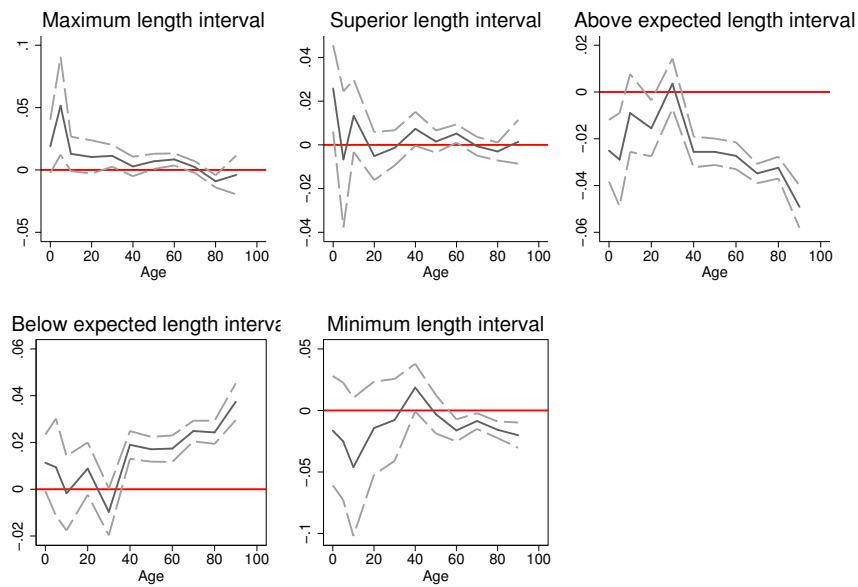 Maximum length interval
.1
.05
0
−.05
0 20 40 60 80 100
Age
Superior length interval
.04
.02
0
−.02
−.04
0 20 40 60 80 100
Age
Above expected length interval
.02
0
−.02
−.04
−.06
0 20 40 60 80 100
Age
Below expected length interva
.06
.04
.02
0
−.02
0 20 40 60 80 100
Age
Minimum length interval
.05
0
−.05
−.1
0 20 40 60 80 100
Age